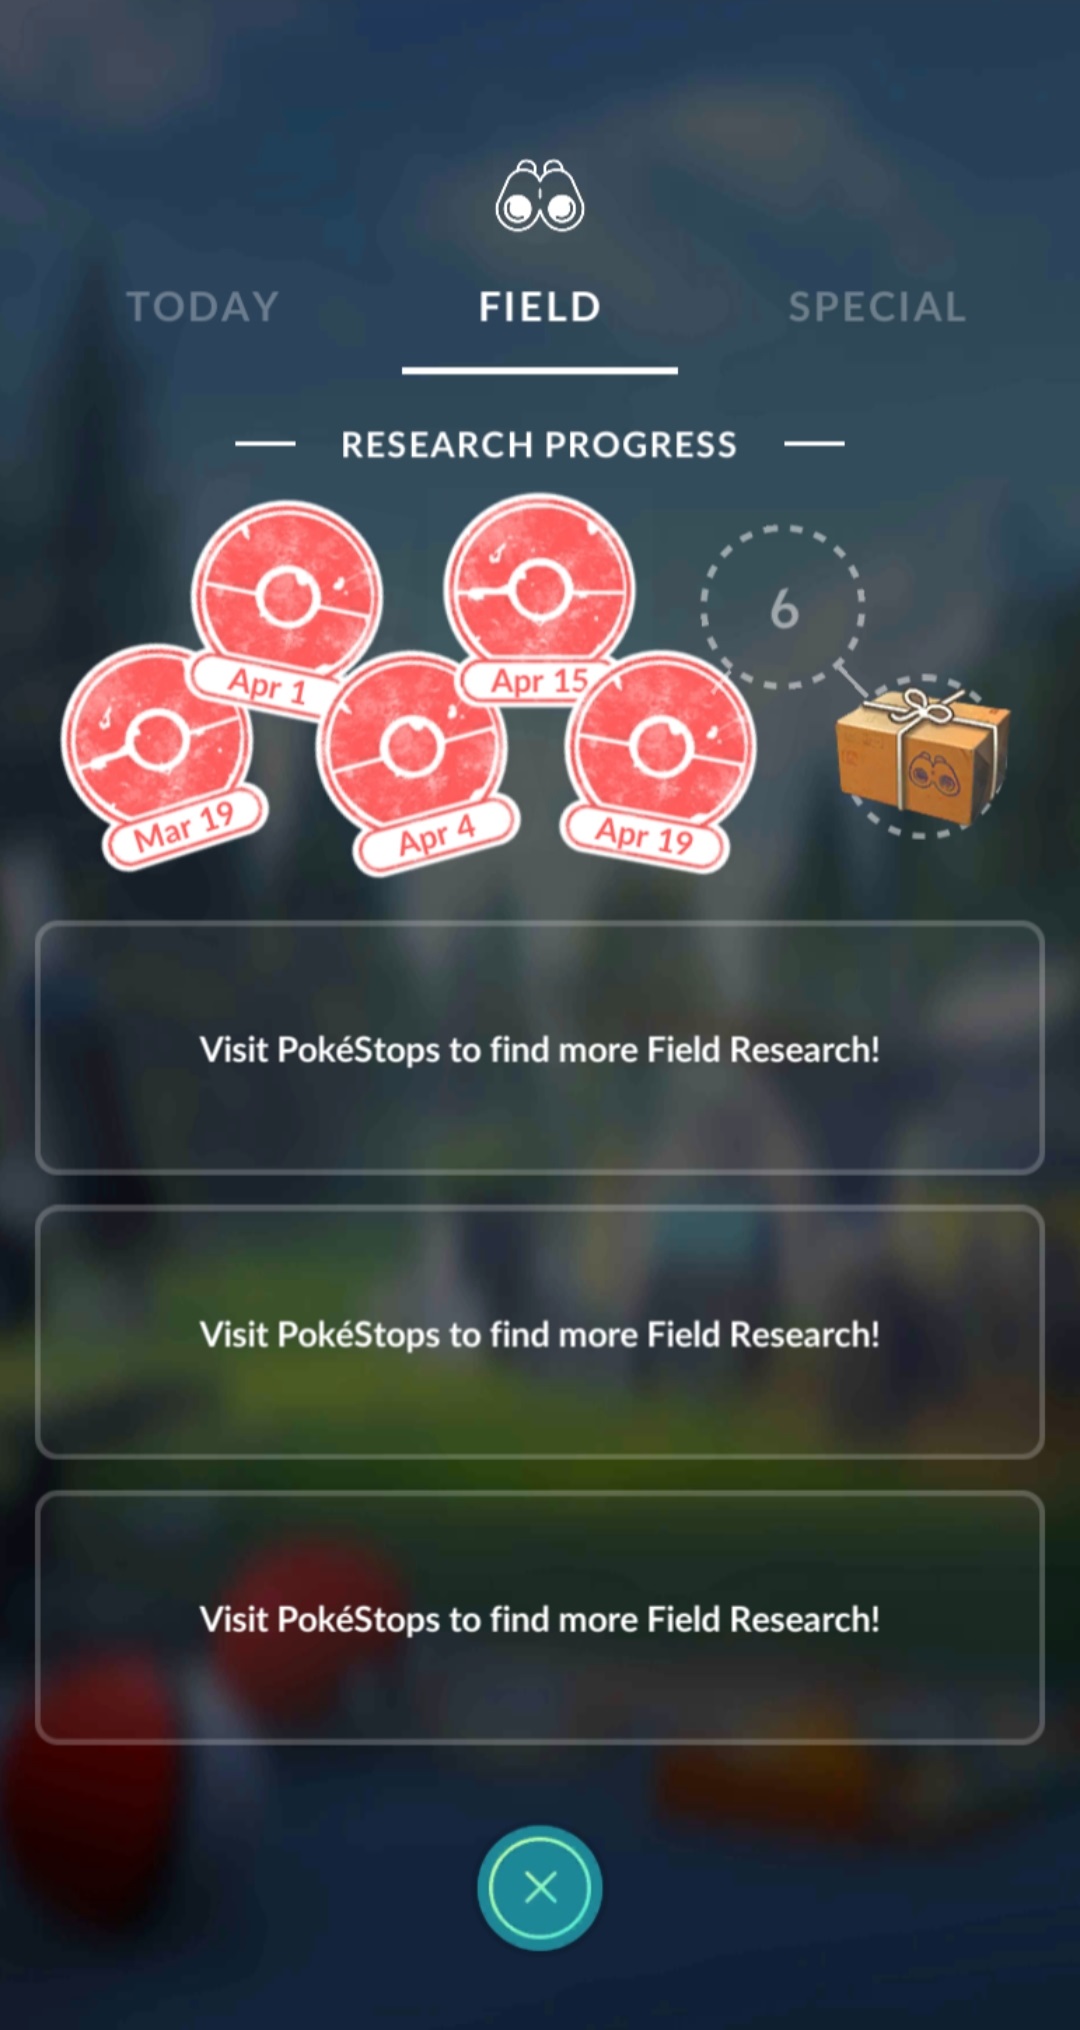 TODAY FIELD SPECIAL
RESEARCH PROGRESS
6
Apr 1
Apr 15
Mar 19
Apr 4
Apr 19
Visit PokéStops to find more Field Research!
Visit PokéStops to find more Field Research!
Visit PokéStops to find more Field Research!